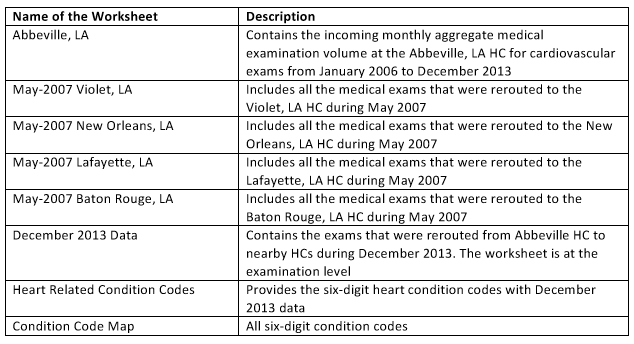 Name of the Worksheet Description
Abbeville, LA Contains the incoming monthly aggregate medical
examination volume at the Abbeville, LA HC for cardiovascular
exams from January 2006 to December 2013
May-2007 Violet, LA Includes all the medical exams that were rerouted to the
Violet, LA HC during May 2007
May-2007 New Orleans, LA Includes all the medical exams that were rerouted to the New
Orleans, LA HC during May 2007
May-2007 Lafayette, LA Includes all the medical exams that were rerouted to the
Lafayette, LA HC during May 2007
May-2007 Baton Rouge, LA Includes all the medical exams that were rerouted to the
Baton Rouge, LA HC during May 2007
December 2013 Data Contains the exams that were rerouted from Abbeville HC to
nearby HCs during December 2013. The worksheet is at the
examination level
Heart Related Condition Codes Provides the six-digit heart condition codes with December
2013 data
Condition Code Map All six-digit condition codes